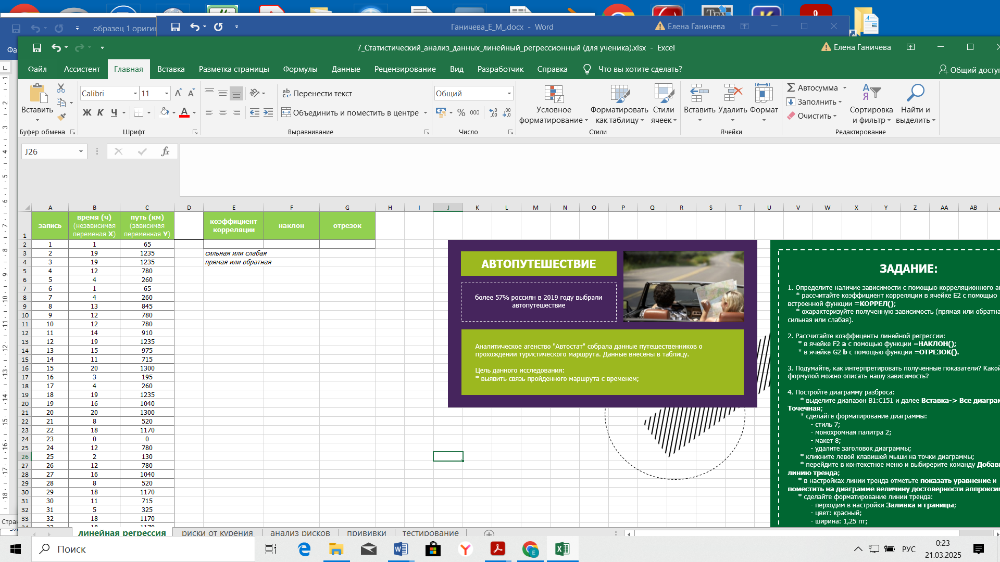 образец 1 оригин
Ганичева_Е_М_.docx - Word
Елена Ганичева
Фа
7_Статистический_анализ_данных_линейный_регрессионный (для ученика).xlsx - Excel
Елена Ганичева
Файл Ассистент Главная Вставка Разметка страницы Формулы Данные Рецензирование Вид Разработчик Справка Что вы хотите сделать?
Общий доступ
Вставить
Буфер обмена
Calibri 11
Ж К Ч А
Шрифт
Перенести текст
Объединить и поместить в центре
Выравнивание
Общий
% 000
Число
Условное форматирование
Форматировать как таблицу
Стили ячеек
Стили
Вставить Удалить Формат
Ячейки
Автосумма
Заполнить
Очистить
Сортировка и фильтр
Найти и выделить
Редактирование
J26
fx
A B C D E F G H I J K L M N O P Q R S T U V W X Y Z AA AB
1 запись время (ч) (независимая переменая X) путь (км) (зависимая переменная У) коэффициент корреляции наклон отрезок
2 1 1 65
3 2 19 1235 сильная или слабая
4 3 19 1235 прямая или обратная
5 4 12 780
6 5 4 260
7 6 1 65
8 7 4 260
9 8 13 845
10 9 12 780
11 10 12 780
12 11 14 910
13 12 19 1235
14 13 15 975
15 14 11 715
16 15 20 1300
17 16 3 195
18 17 4 260
19 18 19 1235
20 19 16 1040
21 20 20 1300
22 21 8 520
23 22 18 1170
24 23 0 0
25 24 12 780
26 25 2 130
27 26 12 780
28 27 16 1040
29 28 8 520
30 29 18 1170
31 30 11 715
32 31 5 325
33 32 18 1170
АВТОПУТЕШЕСТВИЕ
более 57% россиян в 2019 году выбрали
автопутешествие
Аналитическое агенство "Автостат" собрала данные путешественников о
прохождении туристического маршрута. Данные внесены в таблицу.
Цель данного исследования:
* выявить связь пройденного маршрута с временем;
ЗАДАНИЕ:
1. Определите наличие зависимости с помощью корреляционного ан
* рассчитайте коэффициент корреляции в ячейке E2 с помощью
встроенной функции =КОРРЕЛ();
* охарактеризуйте полученную зависимость (прямая или обратна
сильная или слабая).
2. Рассчитайте коэффиценты линейной регрессии:
* в ячейке F2 a с помощью функции =НАКЛОН();
* в ячейке G2 b с помощью функции =ОТРЕЗОК().
3. Подумайте, как интерпретировать полученные показатели? Какой
формулой можно описать нашу зависимость?
4. Постройте диаграмму разброса:
* выделите диапазон B1:C151 и далее Вставка-> Все диаграм
Точечная;
* сделайте форматирование диаграммы:
- стиль 7;
- монохромная палитра 2;
- макет 8;
- удалите заголовок диаграммы;
* кликните левой клавишей мыши на точки диаграммы;
* перейдите в контекстное меню и выбирерите команду Добави
линию тренда;
* в настройках линии тренда отметьте показать уравнение и
поместить на диаграмме величину достоверности аппрокси
* сделайте форматирование линии тренда:
- перходим в настройки Заливка и границы;
- цвет: красный;
- ширина: 1,25 пт;
Стран
линейная регрессия риски от курения анализ рисков прививки тестирование
Поиск
РУС
0:23
21.03.2025